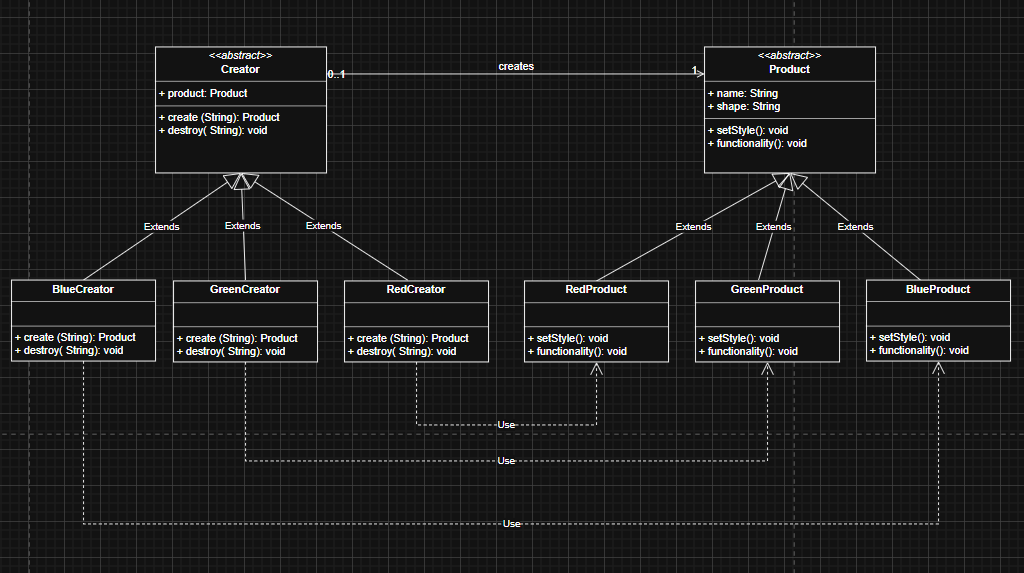 <<abstract>>
Creator
+ product: Product
+ create (String): Product
+ destroy( String): void
0..1
creates
1
<<abstract>>
Product
+ name: String
+ shape: String
+ setStyle(): void
+ functionality(): void
Extends
Extends
Extends
Extends
Extends
Extends
BlueCreator
+ create (String): Product
+ destroy( String): void
GreenCreator
+ create (String): Product
+ destroy( String): void
RedCreator
+ create (String): Product
+ destroy( String): void
RedProduct
+ setStyle(): void
+ functionality(): void
GreenProduct
+ setStyle(): void
+ functionality(): void
BlueProduct
+ setStyle(): void
+ functionality(): void
Use
Use
Use